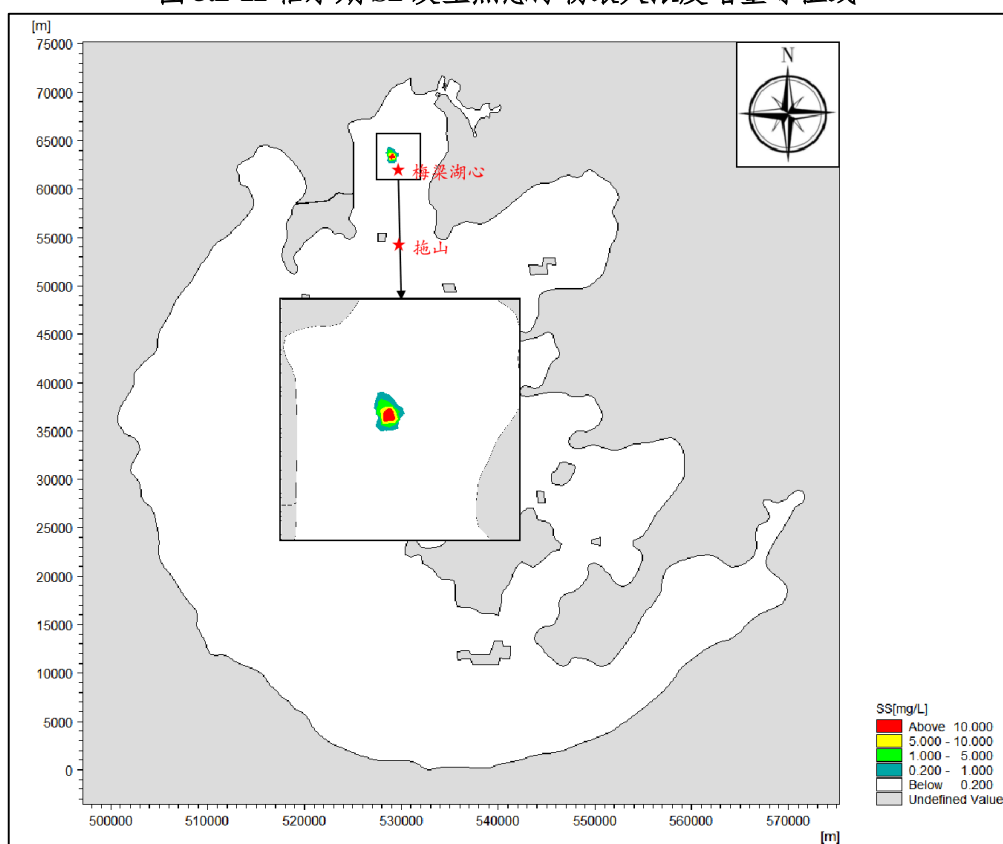 [m]
75000
70000
65000
60000
55000
50000
45000
40000
35000
30000
25000
20000
15000
10000
5000
0
N
梅梁湖心
拖山
SS[mg/L]
Above 10.000
5.000 - 10.000
1.000 - 5.000
0.200 - 1.000
Below 0.200
Undefined Value
500000 510000 520000 530000 540000 550000 560000 570000
[m]